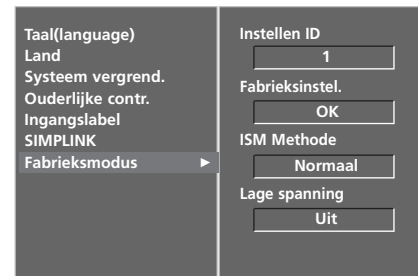 Taal(language)
Land
Systeem vergrend.
Ouderlijke contr.
Ingangslabel
SIMPLINK
Fabrieksmodus ►
Instellen ID
1
Fabrieksinstel.
OK
ISM Methode
Normaal
Lage spanning
Uit